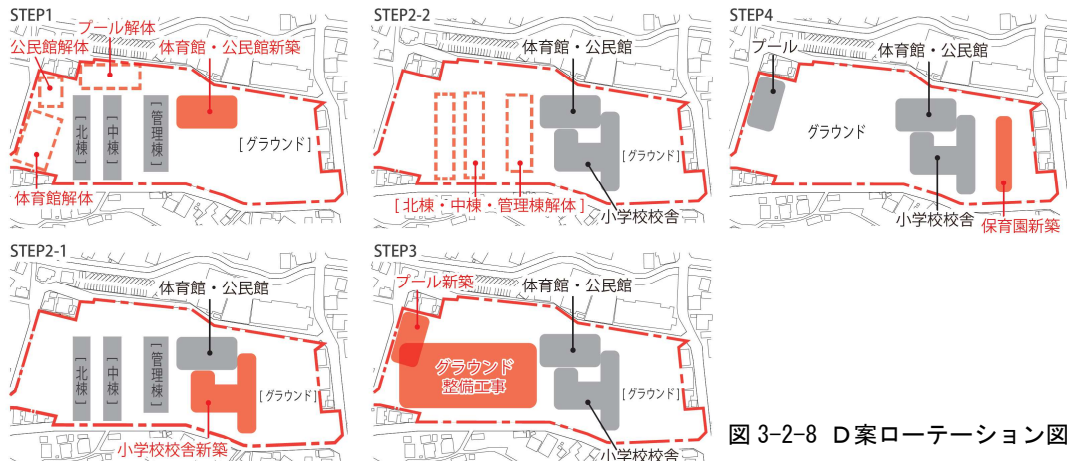 STEP1
プール解体
公民館解体
体育館・公民館新築
[北棟]
[中棟]
[管理棟]
[グラウンド]
体育館解体
STEP2-2
体育館・公民館
[グラウンド]
[北棟・中棟・管理棟解体]
小学校校舎
STEP4
プール
体育館・公民館
グラウンド
小学校校舎
保育園新築
STEP2-1
体育館・公民館
[北棟]
[中棟]
[管理棟]
[グラウンド]
小学校校舎新築
STEP3
プール新築
体育館・公民館
グラウンド
整備工事
[グラウンド]
小学校校舎
図 3-2-8 D案ローテーション図